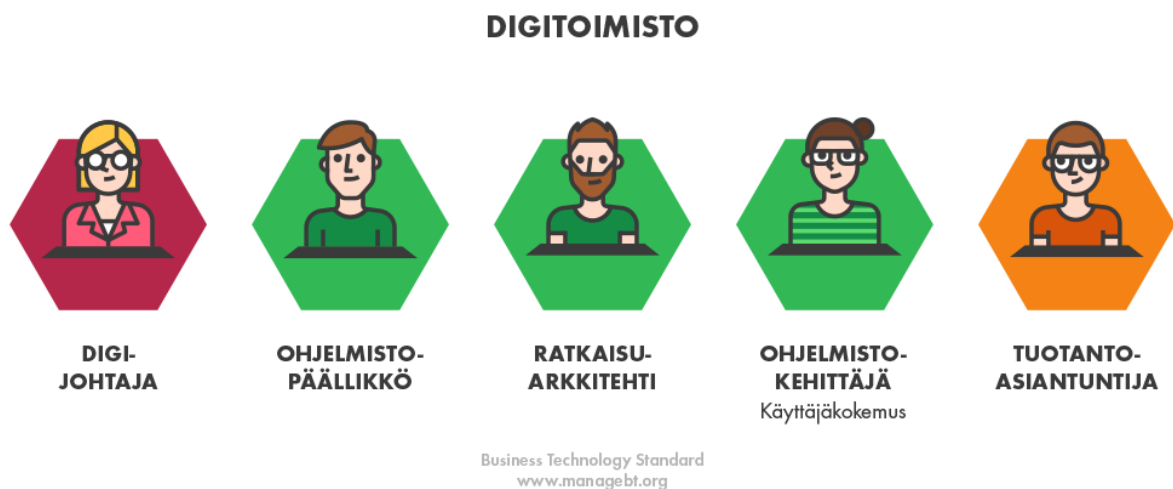 DIGITOIMISTO
DIGI-
JOHTAJA
OHJELMISTO-
PÄÄLLIKKÖ
RATKAISU-
ARKKITEHTI
OHJELMISTO-
KEHITTÄJÄ
Käyttäjäkokemus
TUOTANTO-
ASIANTUNTIJA
Business Technology Standard
www.managebt.org